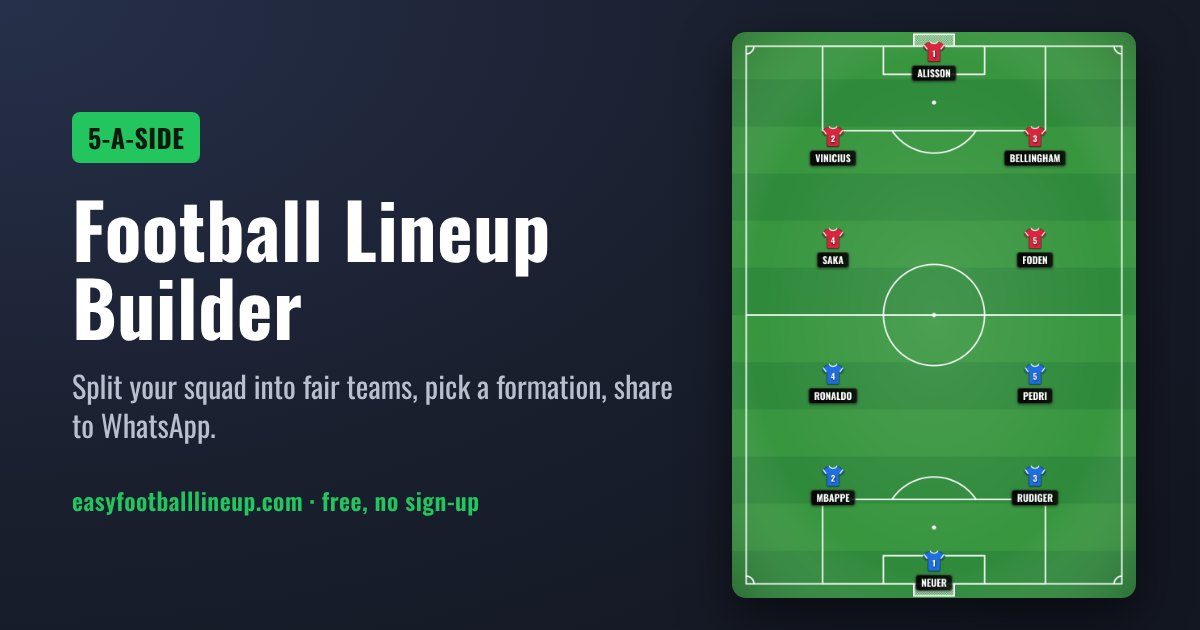 5-A-SIDE
Football Lineup
Builder
Split your squad into fair teams, pick a formation, share
to WhatsApp.
easyfootballlineup.com · free, no sign-up
1
ALISSON
2
VINICIUS
3
BELLINGHAM
4
SAKA
5
FODEN
4
RONALDO
5
PEDRI
2
MBAPPE
3
RUDIGER
1
NEUER